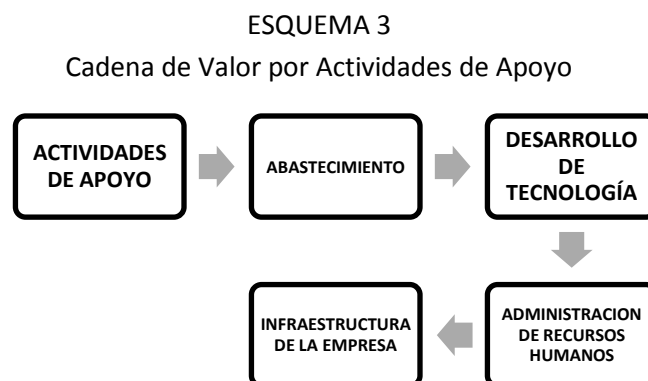 ESQUEMA 3
Cadena de Valor por Actividades de Apoyo
ACTIVIDADES
DE APOYO
ABASTECIMIENTO
DESARROLLO
DE
TECNOLOGÍA
ADMINISTRACION
DE RECURSOS
HUMANOS
INFRAESTRUCTURA
DE LA EMPRESA